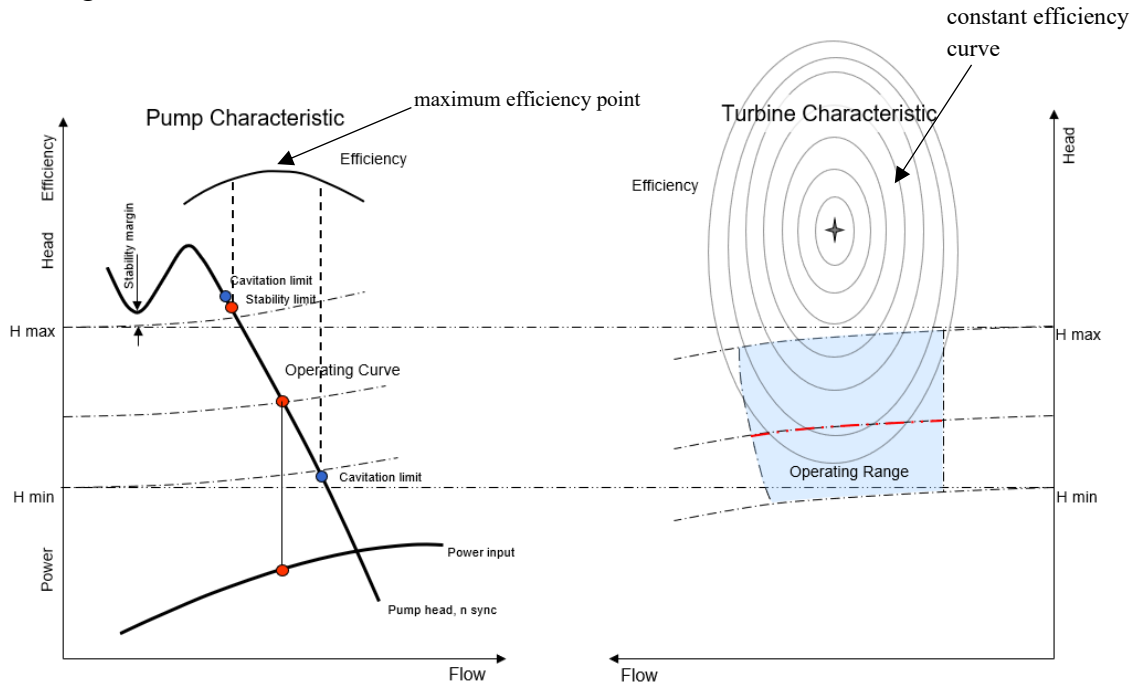 constant efficiency
curve
maximum efficiency point
Pump Characteristic
Turbine Characteristic
Efficiency
Head
Efficiency
Efficiency
Head
Stability margin
Cavitation limit
Stability limit
H max
H max
Operating Curve
Cavitation limit
Operating Range
H min
H min
Power
Power input
Pump head, n sync
Flow
Flow